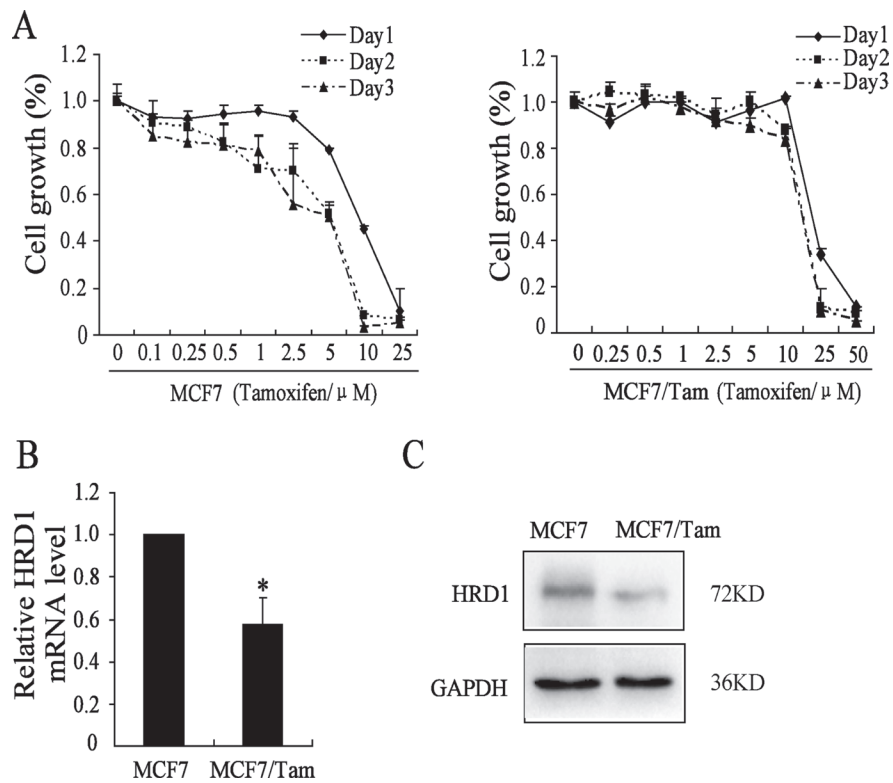 A
Day1
Day2
Day3
Cell growth (%)
1.2
1.0
0.8
0.6
0.4
0.2
0
0 0.1 0.25 0.5 1 2.5 5 10 25
MCF7 (Tamoxifen/ μ M)
Day1
Day2
Day3
Cell growth (%)
1.2
1.0
0.8
0.6
0.4
0.2
0
0 0.25 0.5 1 2.5 5 10 25 50
MCF7/Tam (Tamoxifen/ μ M)
B
Relative HRD1
mRNA level
1.2
1.0
0.8
0.6
0.4
0.2
0
*
MCF7 MCF7/Tam
C
MCF7 MCF7/Tam
HRD1 72KD
GAPDH 36KD